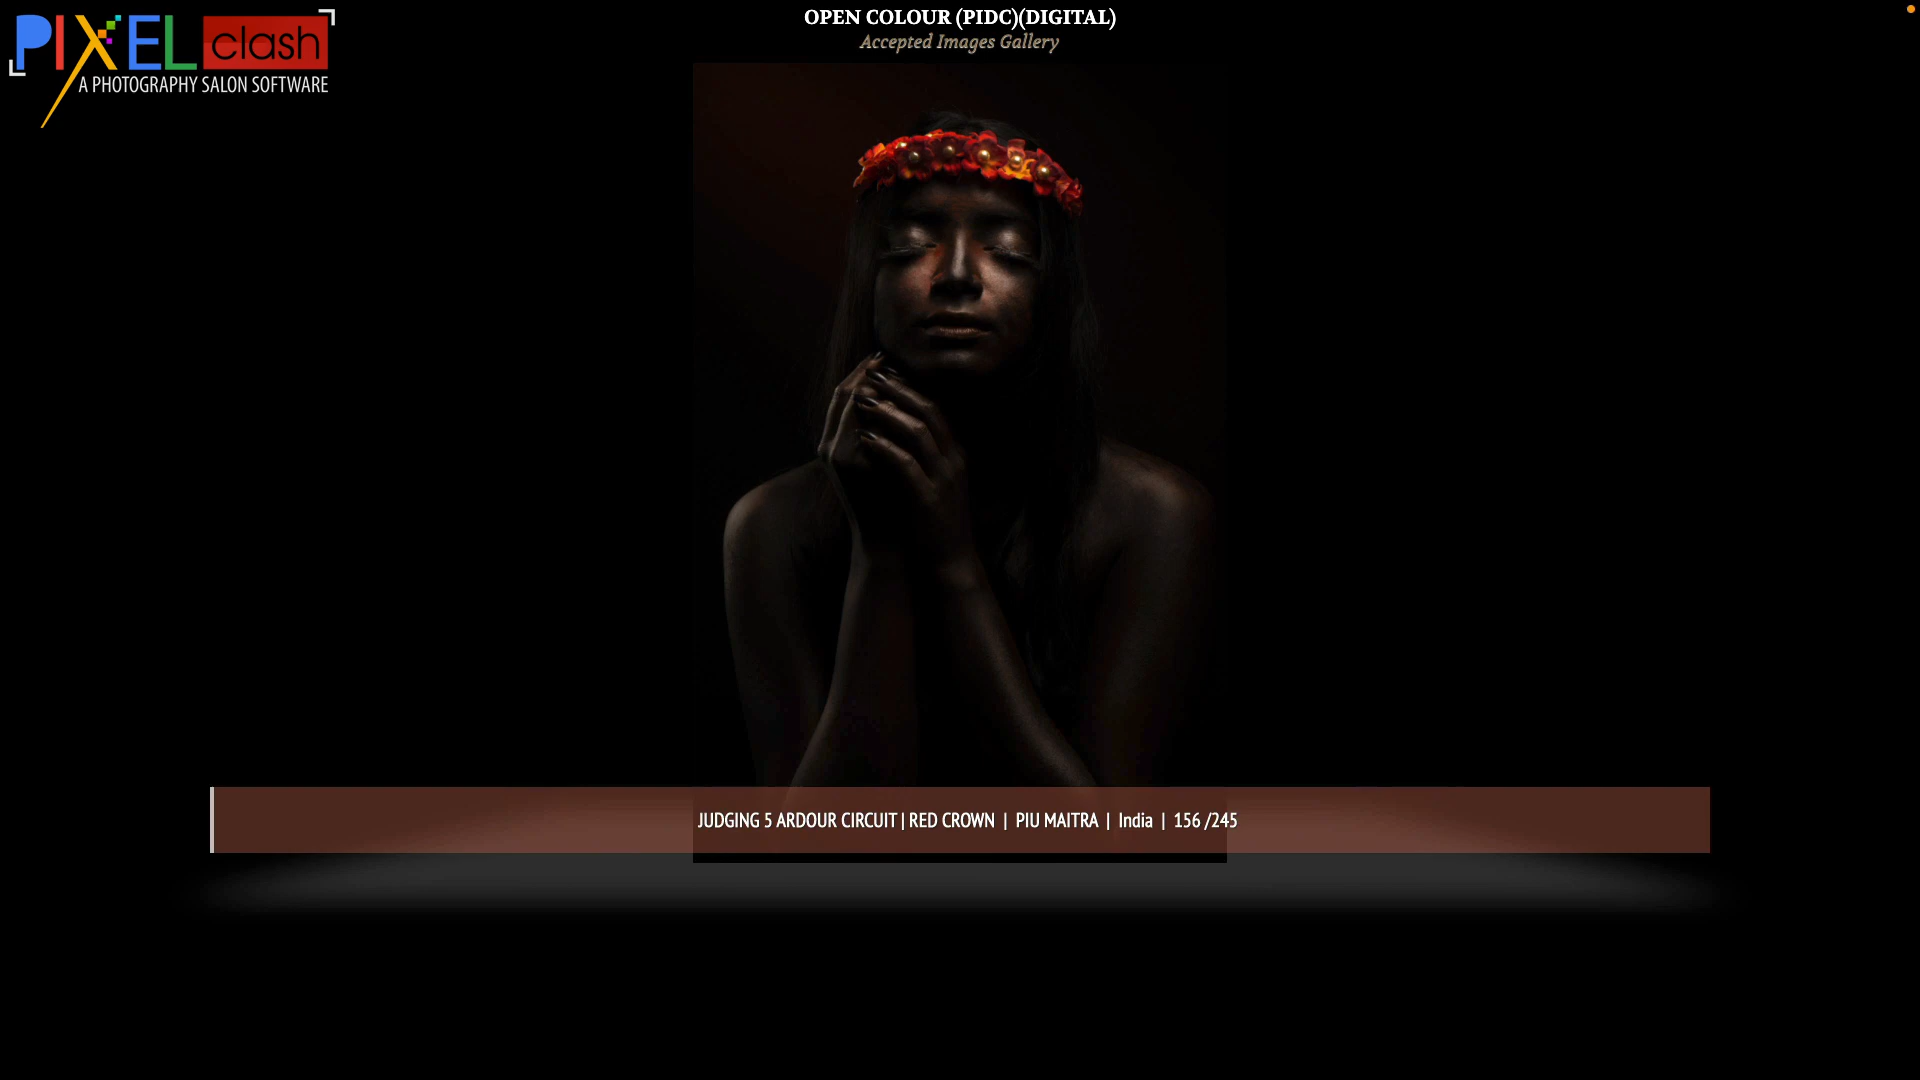 PIXEL clash
A PHOTOGRAPHY SALON SOFTWARE
OPEN COLOUR (PIDC)(DIGITAL)
Accepted Images Gallery
JUDGING 5 ARDOUR CIRCUIT | RED CROWN | PIU MAITRA | India | 156 /245